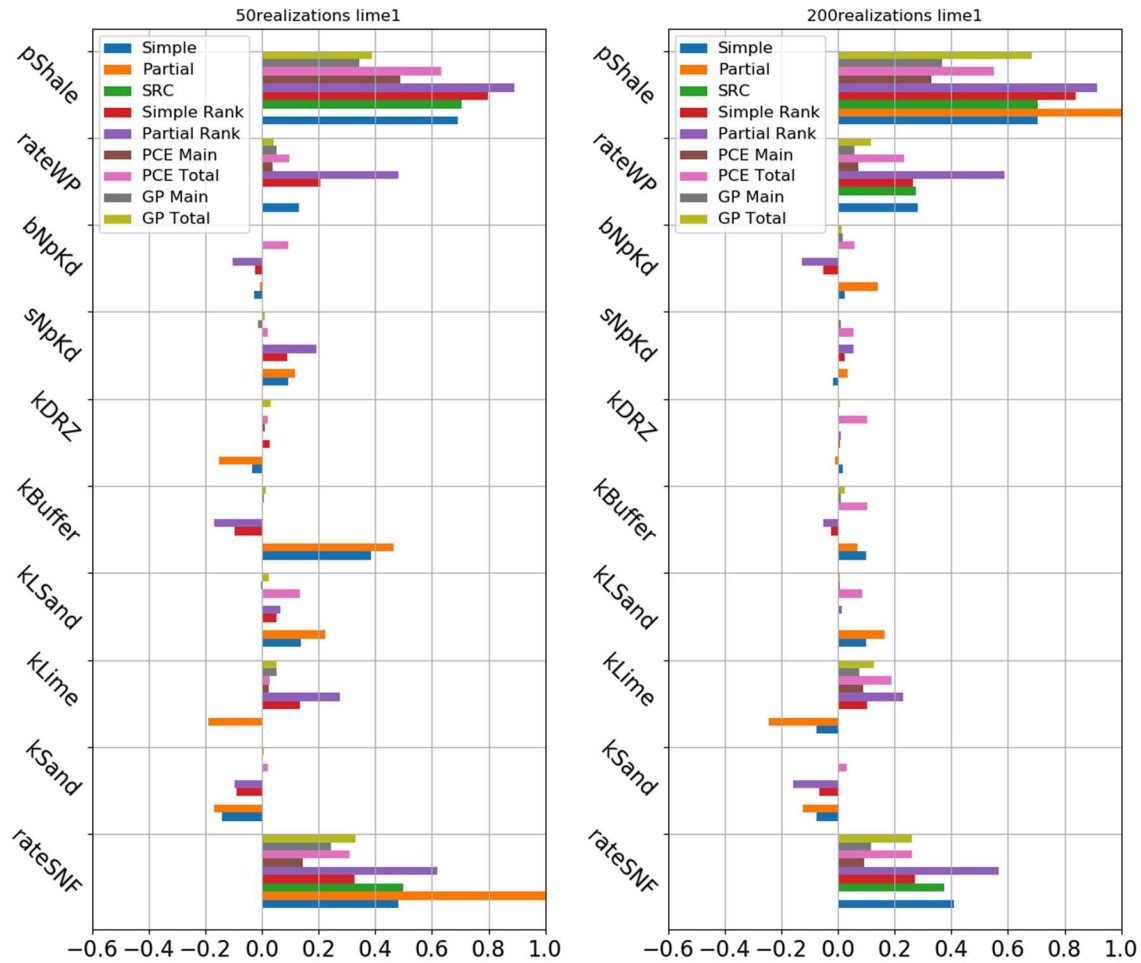 50realizations lime1
pShale
rateWP
bNpKd
sNpKd
kDRZ
kBuffer
kLSand
kLime
kSand
rateSNF
Simple
Partial
SRC
Simple Rank
Partial Rank
PCE Main
PCE Total
GP Main
GP Total
−0.6 −0.4 −0.2 0.0 0.2 0.4 0.6 0.8 1.0
200realizations lime1
pShale
rateWP
bNpKd
sNpKd
kDRZ
kBuffer
kLSand
kLime
kSand
rateSNF
Simple
Partial
SRC
Simple Rank
Partial Rank
PCE Main
PCE Total
GP Main
GP Total
−0.6 −0.4 −0.2 0.0 0.2 0.4 0.6 0.8 1.0